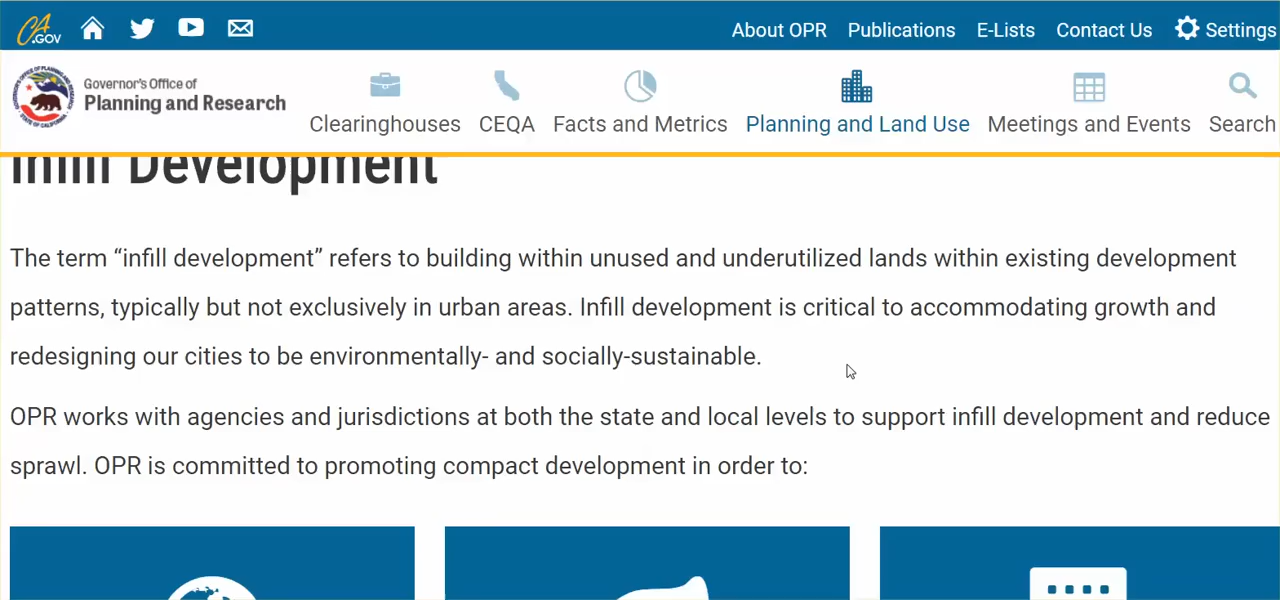 CA.GOV
About OPR Publications E-Lists Contact Us Settings
Governor's Office of
Planning and Research
Clearinghouses CEQA Facts and Metrics Planning and Land Use Meetings and Events Search
Infill Development
The term “infill development” refers to building within unused and underutilized lands within existing development
patterns, typically but not exclusively in urban areas. Infill development is critical to accommodating growth and
redesigning our cities to be environmentally- and socially-sustainable.
OPR works with agencies and jurisdictions at both the state and local levels to support infill development and reduce
sprawl. OPR is committed to promoting compact development in order to: